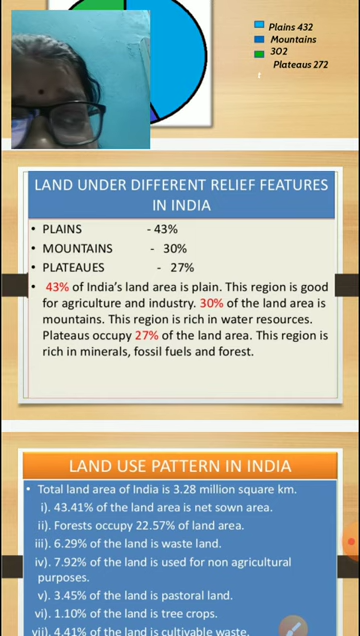 Plains 432
Mountains
302
Plateaus 272
LAND UNDER DIFFERENT RELIEF FEATURES
IN INDIA
• PLAINS - 43%
• MOUNTAINS - 30%
• PLATEAUES - 27%
• 43% of India's land area is plain. This region is good
for agriculture and industry. 30% of the land area is
mountains. This region is rich in water resources.
Plateaus occupy 27% of the land area. This region is
rich in minerals, fossil fuels and forest.
LAND USE PATTERN IN INDIA
• Total land area of India is 3.28 million square km.
i). 43.41% of the land area is net sown area.
ii). Forests occupy 22.57% of land area.
iii). 6.29% of the land is waste land.
iv). 7.92% of the land is used for non agricultural
purposes.
v). 3.45% is pastoral land.
vi). 1.10% of the land is tree crops.
vii). 4.41% of the land is cultivable waste.